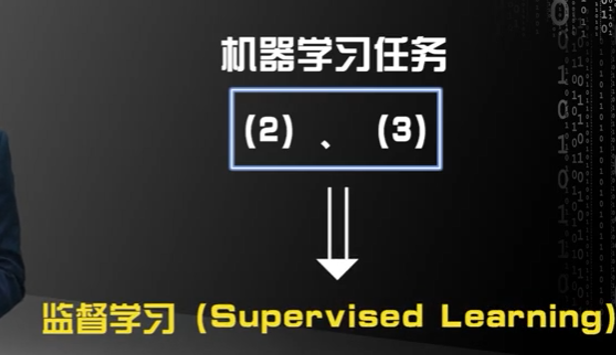 机器学习任务
(2) 、 (3)
监督学习 (Supervised Learning)